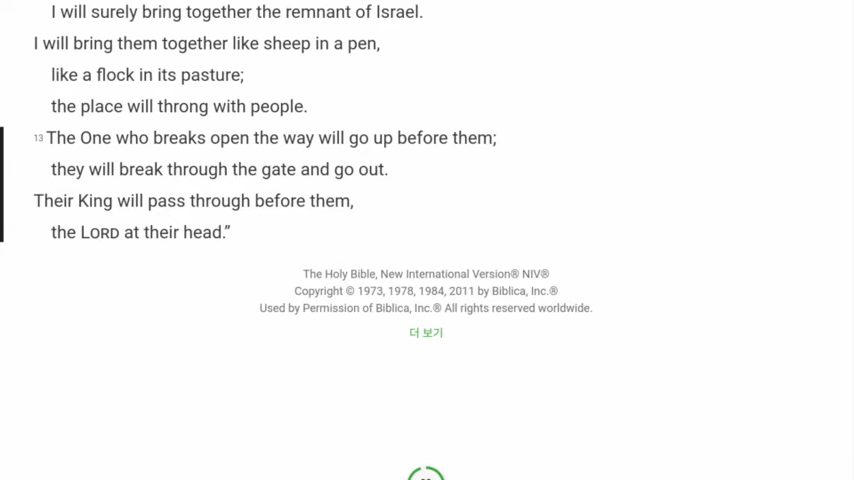 I will surely bring together the remnant of Israel.
I will bring them together like sheep in a pen,
like a flock in its pasture;
the place will throng with people.
13 The One who breaks open the way will go up before them;
they will break through the gate and go out.
Their King will pass through before them,
the LORD at their head.”
The Holy Bible, New International Version® NIV®
Copyright © 1973, 1978, 1984, 2011 by Biblica, Inc.®
Used by Permission of Biblica, Inc.® All rights reserved worldwide.
더 보기